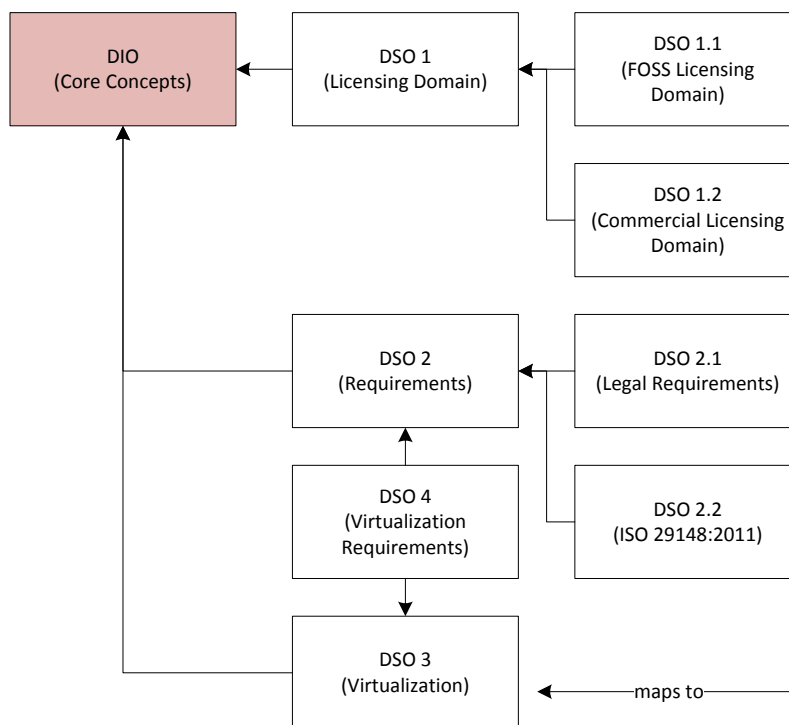 DIO
(Core Concepts)
DSO 1
(Licensing Domain)
DSO 1.1
(FOSS Licensing
Domain)
DSO 1.2
(Commercial Licensing
Domain)
DSO 2
(Requirements)
DSO 2.1
(Legal Requirements)
DSO 4
(Virtualization
Requirements)
DSO 2.2
(ISO 29148:2011)
DSO 3
(Virtualization)
maps to